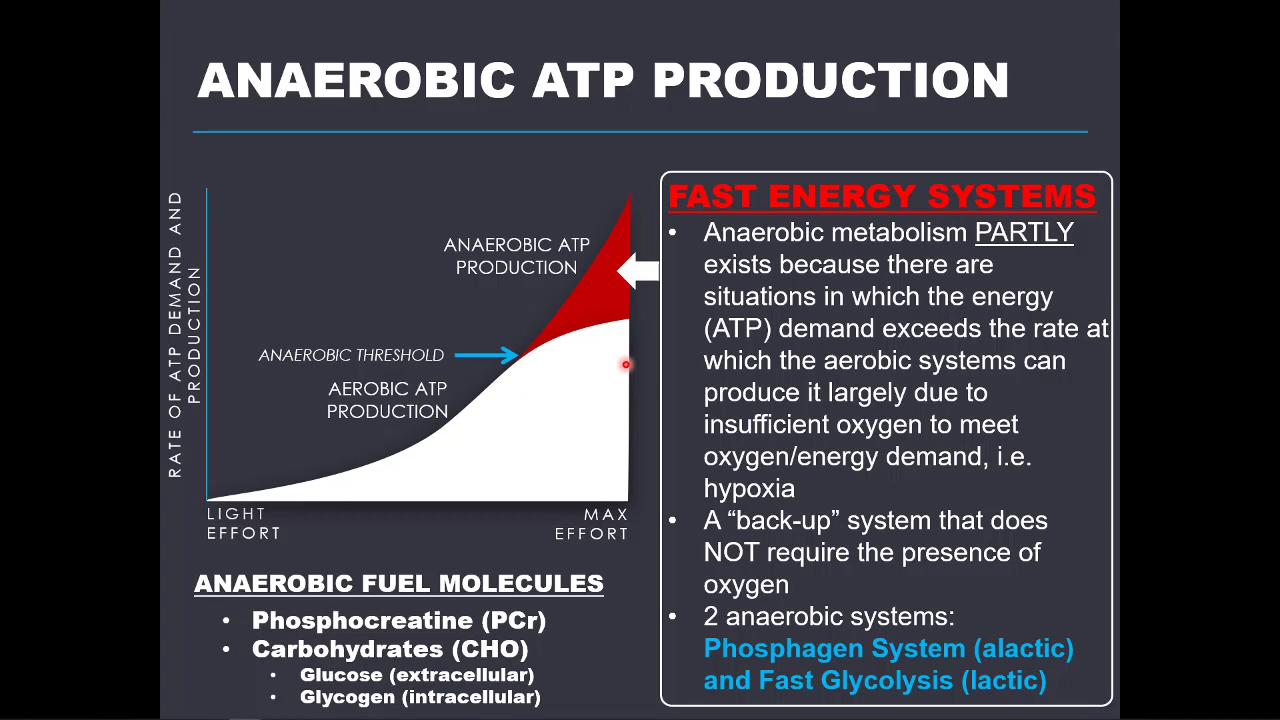 ANAEROBIC ATP PRODUCTION
RATE OF ATP DEMAND AND
PRODUCTION
ANAEROBIC ATP
PRODUCTION
ANAEROBIC THRESHOLD
AEROBIC ATP
PRODUCTION
LIGHT
EFFORT
MAX
EFFORT
ANAEROBIC FUEL MOLECULES
• Phosphocreatine (PCr)
• Carbohydrates (CHO)
• Glucose (extracellular)
• Glycogen (intracellular)
FAST ENERGY SYSTEMS
• Anaerobic metabolism PARTLY
exists because there are
situations in which the energy
(ATP) demand exceeds the rate at
which the aerobic systems can
produce it largely due to
insufficient oxygen to meet
oxygen/energy demand, i.e.
hypoxia
• A “back-up” system that does
NOT require the presence of
oxygen
• 2 anaerobic systems:
Phosphagen System (alactic)
and Fast Glycolysis (lactic)